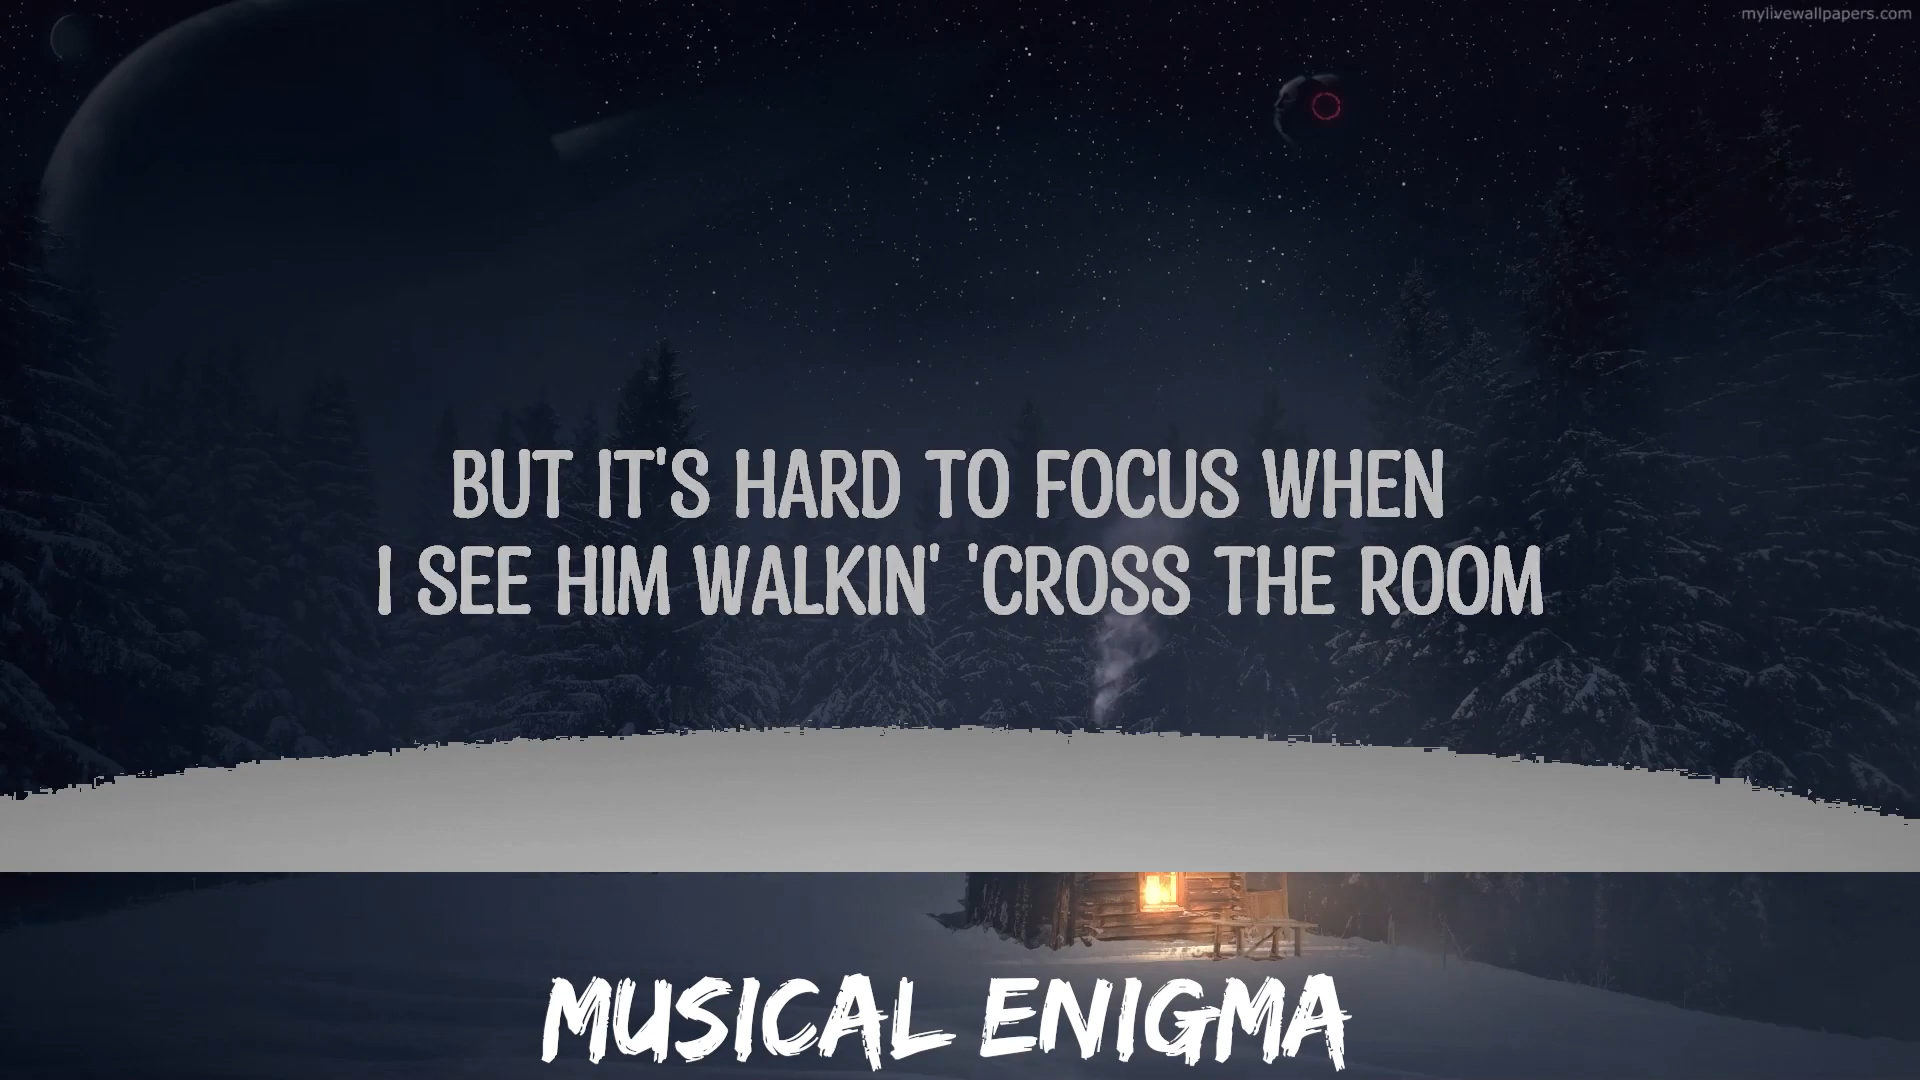 mylivewallpapers.com
BUT IT'S HARD TO FOCUS WHEN
I SEE HIM WALKIN' 'CROSS THE ROOM
MUSICAL ENIGMA